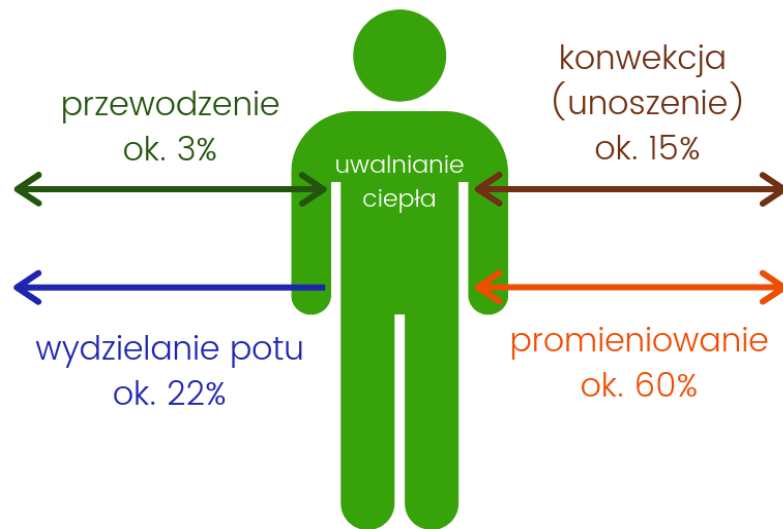 przewodzenie
ok. 3%
konwekcja
(unoszenie)
ok. 15%
uwalnianie
ciepła
wydzielanie potu
ok. 22%
promieniowanie
ok. 60%